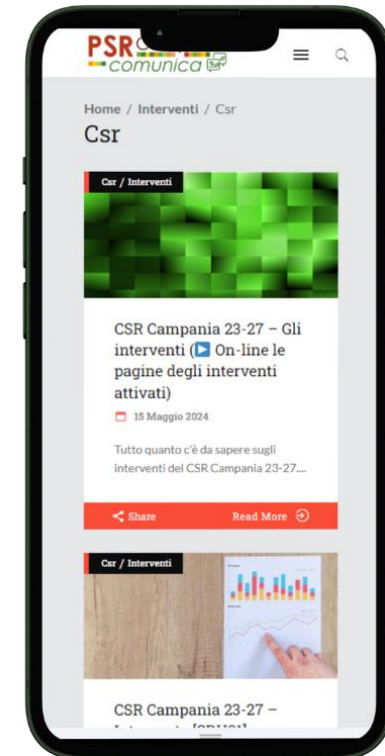 PSR
comunica
Home / Interventi / Csr
Csr
Csr / Interventi
CSR Campania 23-27 – Gli
interventi (▶ On-line le
pagine degli interventi
attivati)
15 Maggio 2024
Tutto quanto c'è da sapere sugli
interventi del CSR Campania 23-27....
Share
Read More
Csr / Interventi
CSR Campania 23-27 –